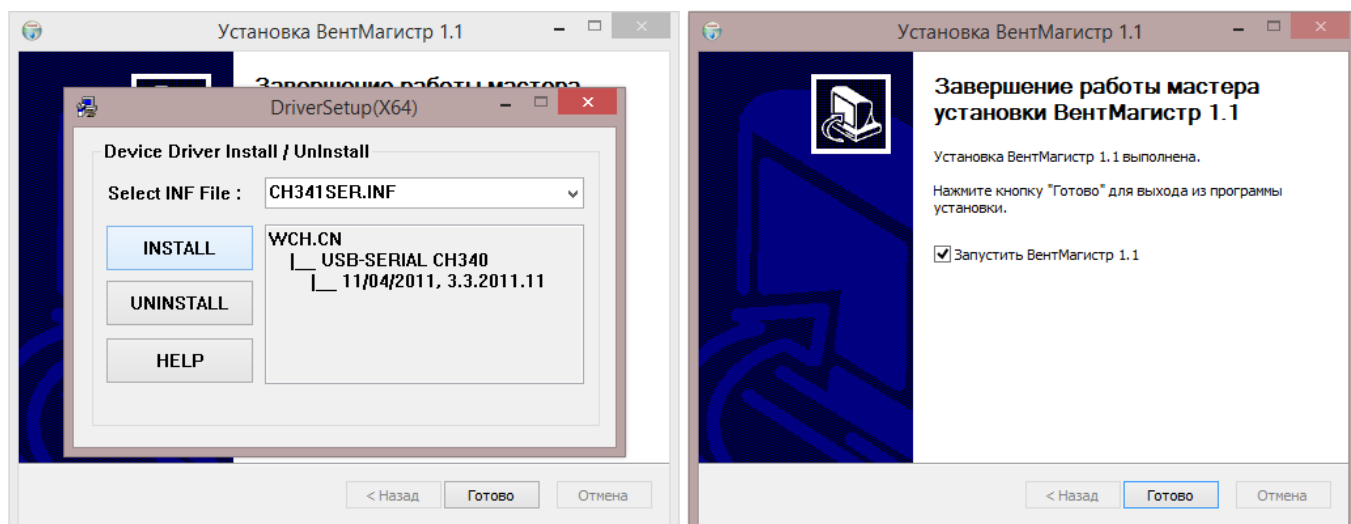 Установка ВентМагистр 1.1
Завершение работы мастера
DriverSetup(X64)
Device Driver Install / UnInstall
Select INF File :
CH341SER.INF
INSTALL
WCH.CN
|__ USB-SERIAL CH340
|__ 11/04/2011, 3.3.2011.11
UNINSTALL
HELP
< Назад
Готово
Отмена
Установка ВентМагистр 1.1
Завершение работы мастера
установки ВентМагистр 1.1
Установка ВентМагистр 1.1 выполнена.
Нажмите кнопку "Готово" для выхода из программы
установки.
Запустить ВентМагистр 1.1
< Назад
Готово
Отмена